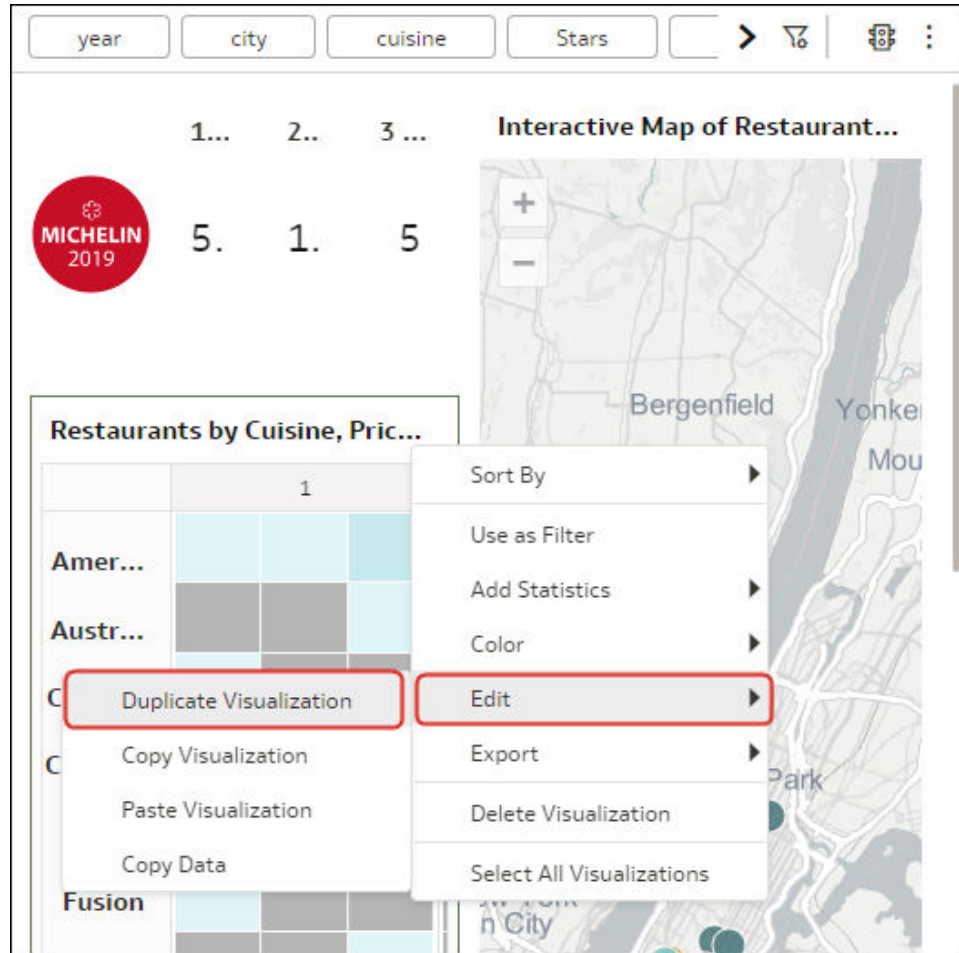 year city cuisine Stars
1... 2.. 3 ...
Interactive Map of Restaurant...
MICHELIN
2019
5. 1. 5
+
−
Bergenfield
Yonke
Mou
Restaurants by Cuisine, Pric...
1
Amer...
Austr...
C
C
Fusion
Sort By
Use as Filter
Add Statistics
Color
Edit
Export
Delete Visualization
Select All Visualizations
Duplicate Visualization
Copy Visualization
Paste Visualization
Copy Data
Park
n City